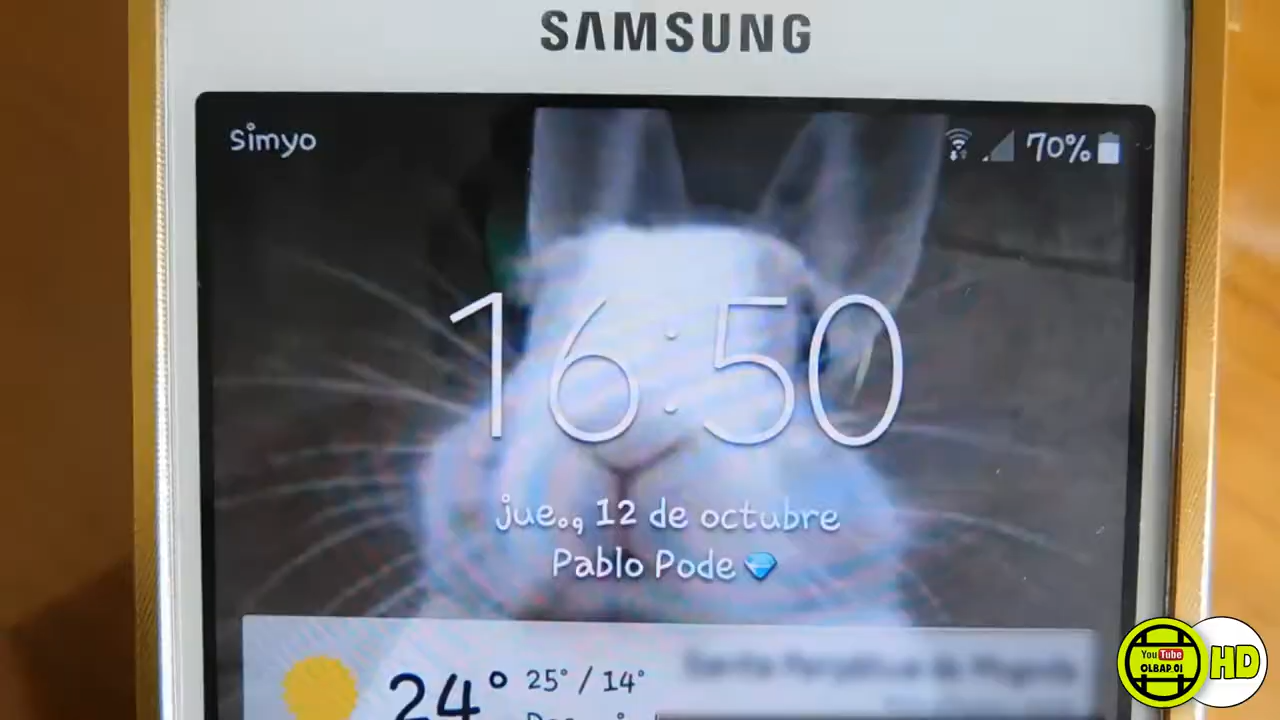 SAMSUNG
simyo
70%
16:50
jue., 12 de octubre
Pablo Pode
24° 25° / 14°
YouTube
OLBAP.01
HD